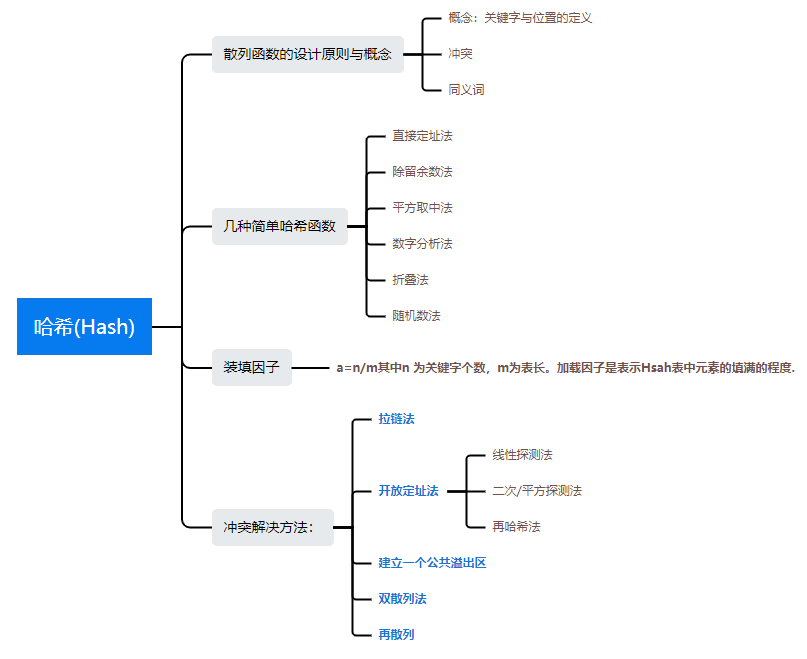 哈希(Hash)
散列函数的设计原则与概念
概念：关键字与位置的定义
冲突
同义词
几种简单哈希函数
直接定址法
除留余数法
平方取中法
数字分析法
折叠法
随机数法
装填因子
a=n/m其中n 为关键字个数，m为表长。加载因子是表示Hsah表中元素的填满的程度.
冲突解决方法：
拉链法
开放定址法
线性探测法
二次/平方探测法
再哈希法
建立一个公共溢出区
双散列法
再散列